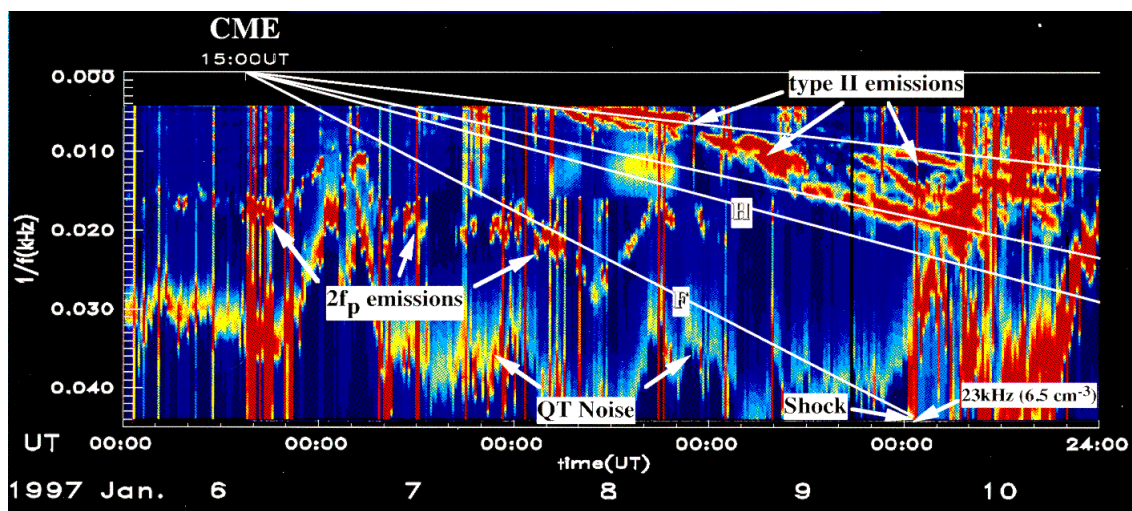 CME
15:00UT
0.000
type II emissions
0.010
H
0.020
1/f(kHz)
2fp emissions
F
0.030
0.040
QT Noise
Shock
23kHz (6.5 cm-3)
UT 00:00 00:00 00:00 00:00 00:00 24:00
time(UT)
1997 Jan. 6 7 8 9 10